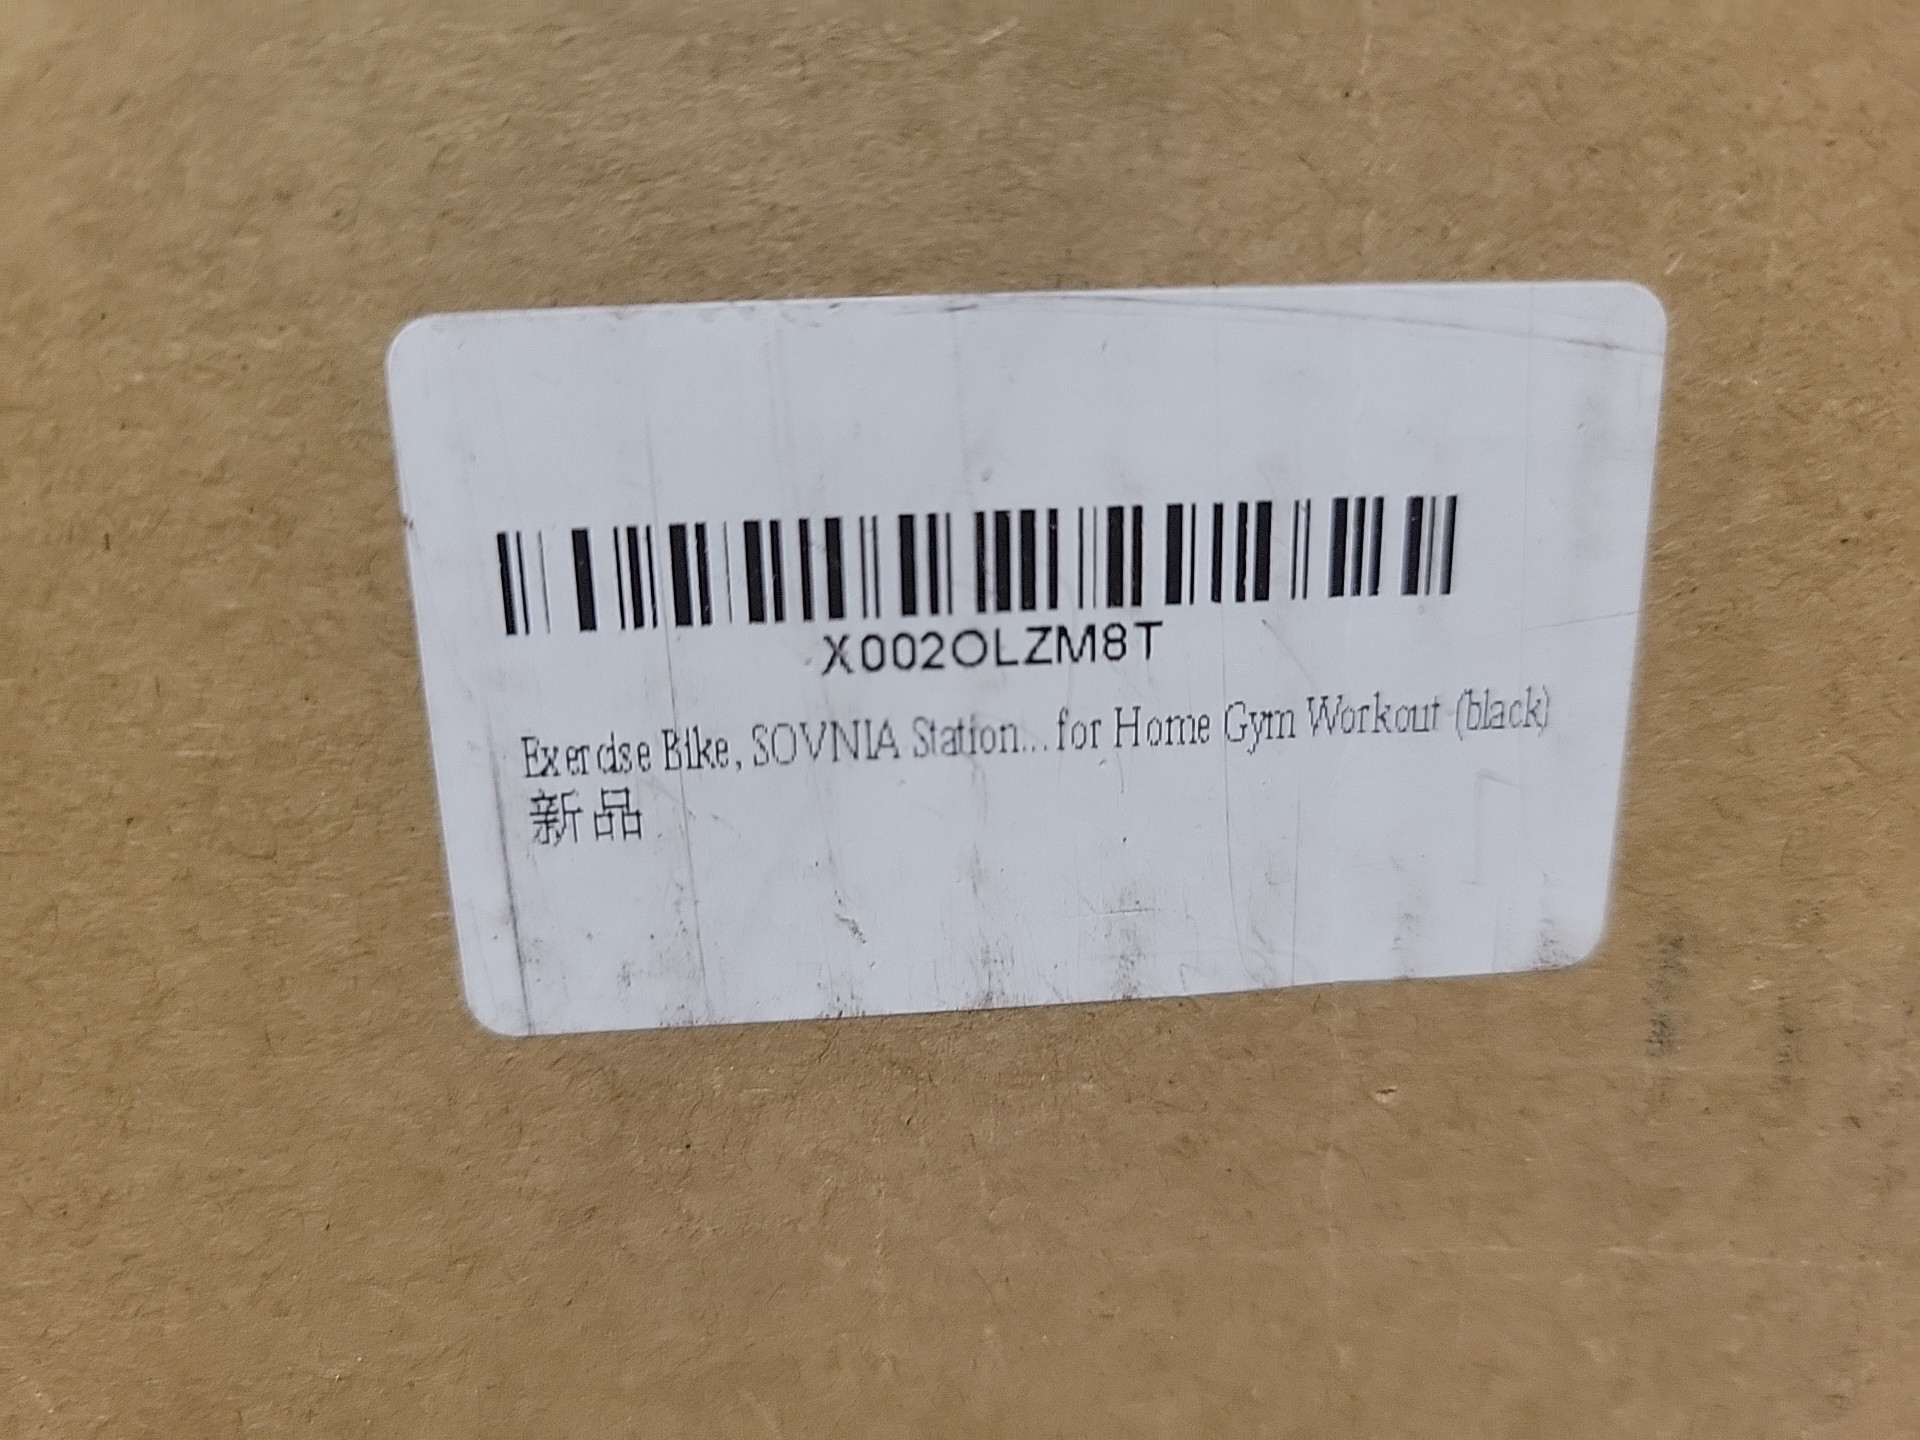 X002OLZM8T
Exercise Bike, SOVNIA Station... for Home Gym Workout (black)
新品